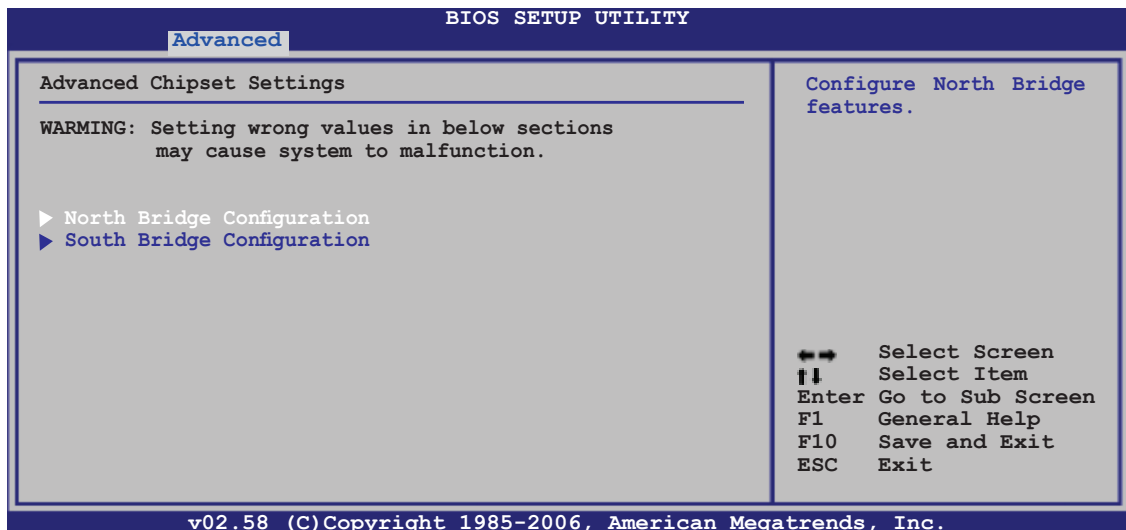 BIOS SETUP UTILITY
Advanced
Advanced Chipset Settings
WARMING: Setting wrong values in below sections
may cause system to malfunction.
North Bridge Configuration
South Bridge Configuration
Configure North Bridge
features.
Select Screen
Select Item
Enter Go to Sub Screen
F1 General Help
F10 Save and Exit
ESC Exit
v02.58 (C)Copyright 1985-2006, American Megatrends, Inc.